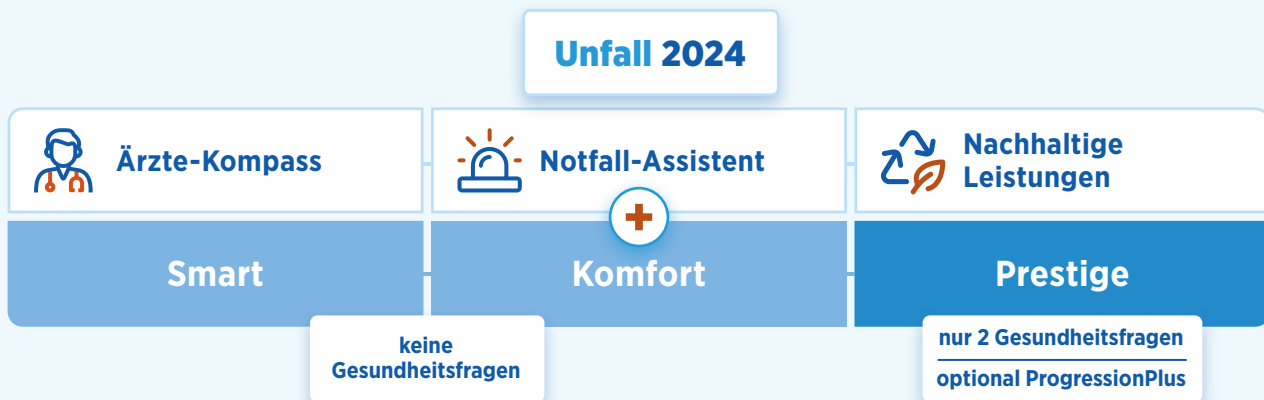 Unfall 2024
Ärzte-Kompass
Notfall-Assistent
Nachhaltige
Leistungen
Smart
Komfort
Prestige
keine
Gesundheitsfragen
nur 2 Gesundheitsfragen
optional ProgressionPlus